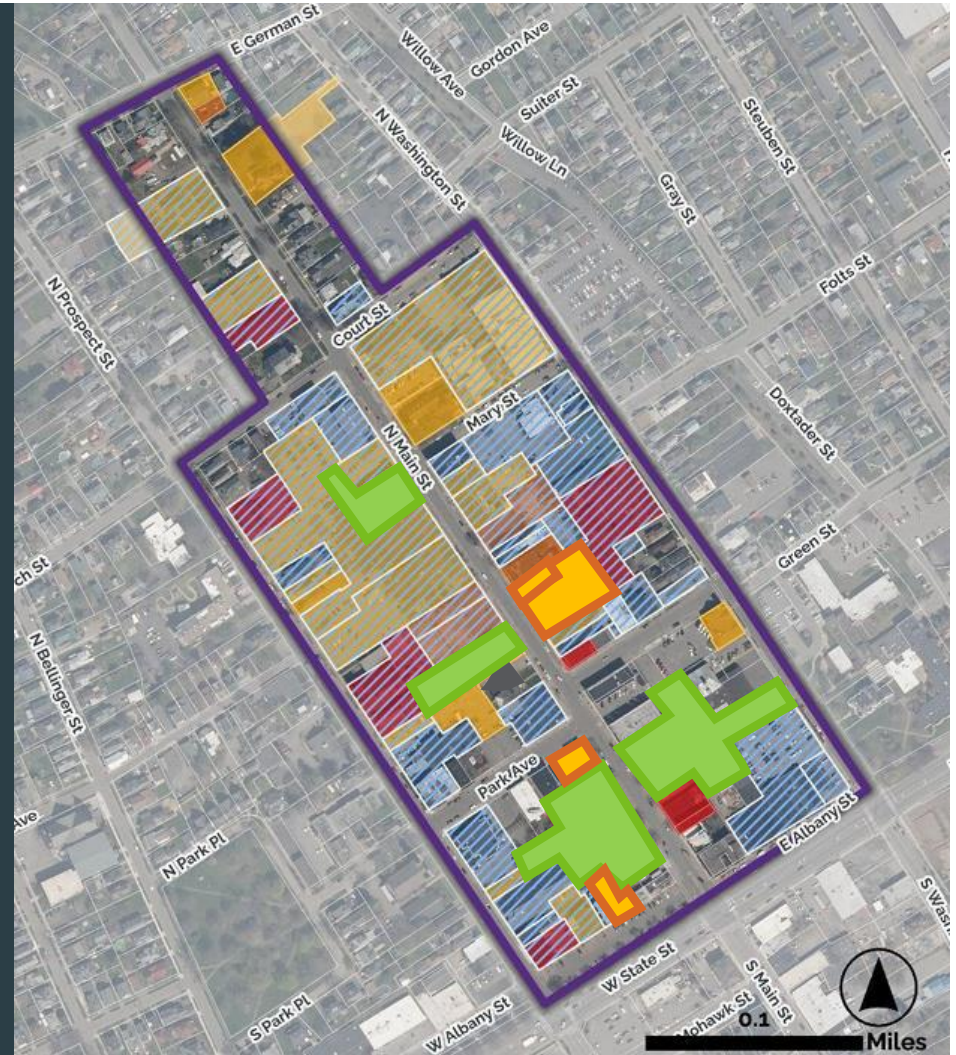 E German St
Willow Ave
Gordon Ave
Suiter St
N Washington St
Willow Ln
Steuben St
Gray St
Folts St
N Prospect St
Court St
Mary St
N Main St
Doxtader St
Green St
ch St
N Bellinger St
Park Ave
Ave
N Park Pl
E Albany St
S Wash
W State St
S Main St
S Park Pl
W Albany St
Mohawk St
0.1
Miles